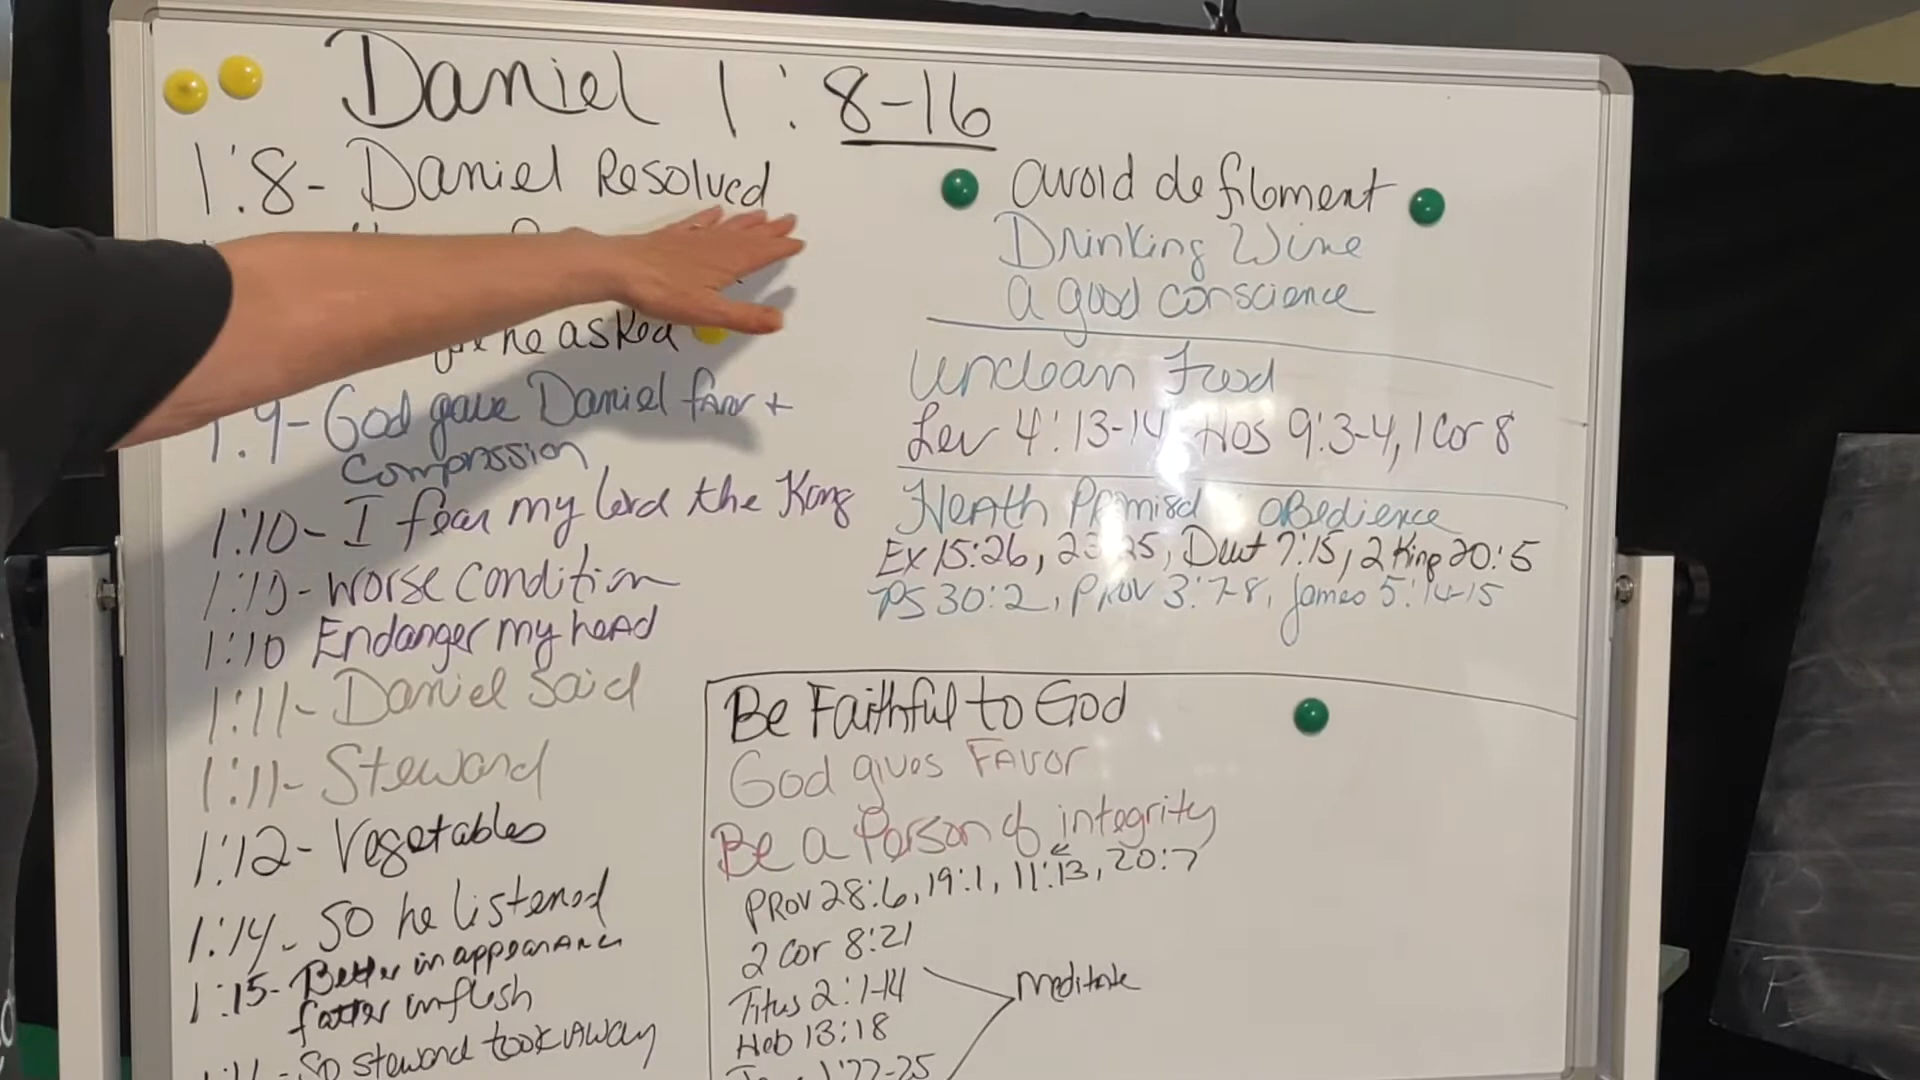 Daniel 1:8-16
1:8- Daniel Resolved
he asked
1:9- God gave Daniel favor +
Compassion
1:10- I fear my lord the King
1:10- worse condition
1:10 Endanger my head
1:11- Daniel Said
1:11- Steward
1:12- Vegetables
1:14- So he listened
1:15- Better in appearance
fatter in flesh
- So steward took away
avoid defilement
Drinking Wine
a good conscience
Unclean Food
Lev 4:13-14 Hos 9:3-4, 1 Cor 8
Heath Promisd obedience
Ex 15:26, 23:25, Deut 7:15, 2 King 20:5
PS 30:2, Prov 3:7-8, James 5:14-15
Be Faithful to God
God gives Favor
Be a Person of integrity
PROV 28:6, 19:1, 11:13, 20:7
2 Cor 8:21
Titus 2:1-14
Meditate
Heb 13:18
1:22-25